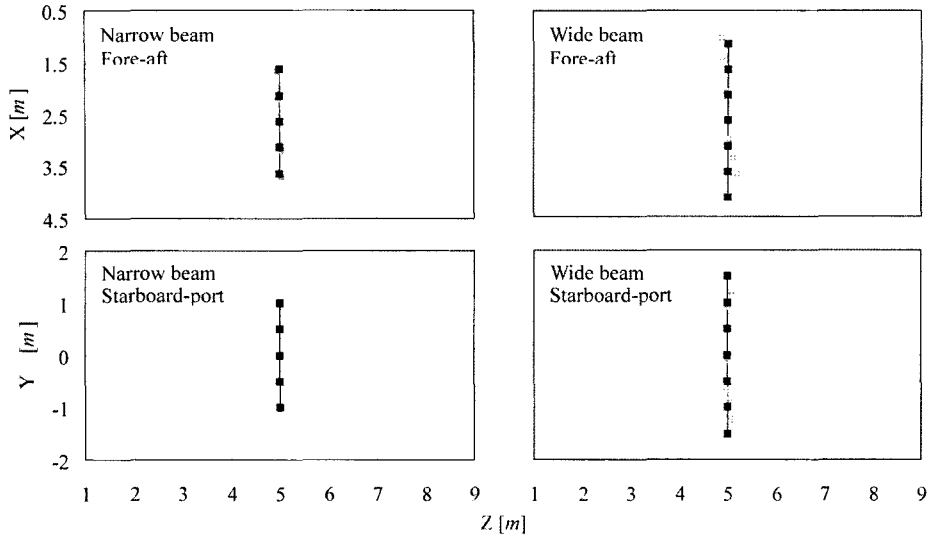 0.5
1.5
2.5
3.5
4.5
X [m]
Narrow beam
Fore-aft
Wide beam
Fore-aft
2
1
0
-1
-2
Y [m]
Narrow beam
Starboard-port
Wide beam
Starboard-port
1 2 3 4 5 6 7 8 9
1 2 3 4 5 6 7 8 9
Z [m]